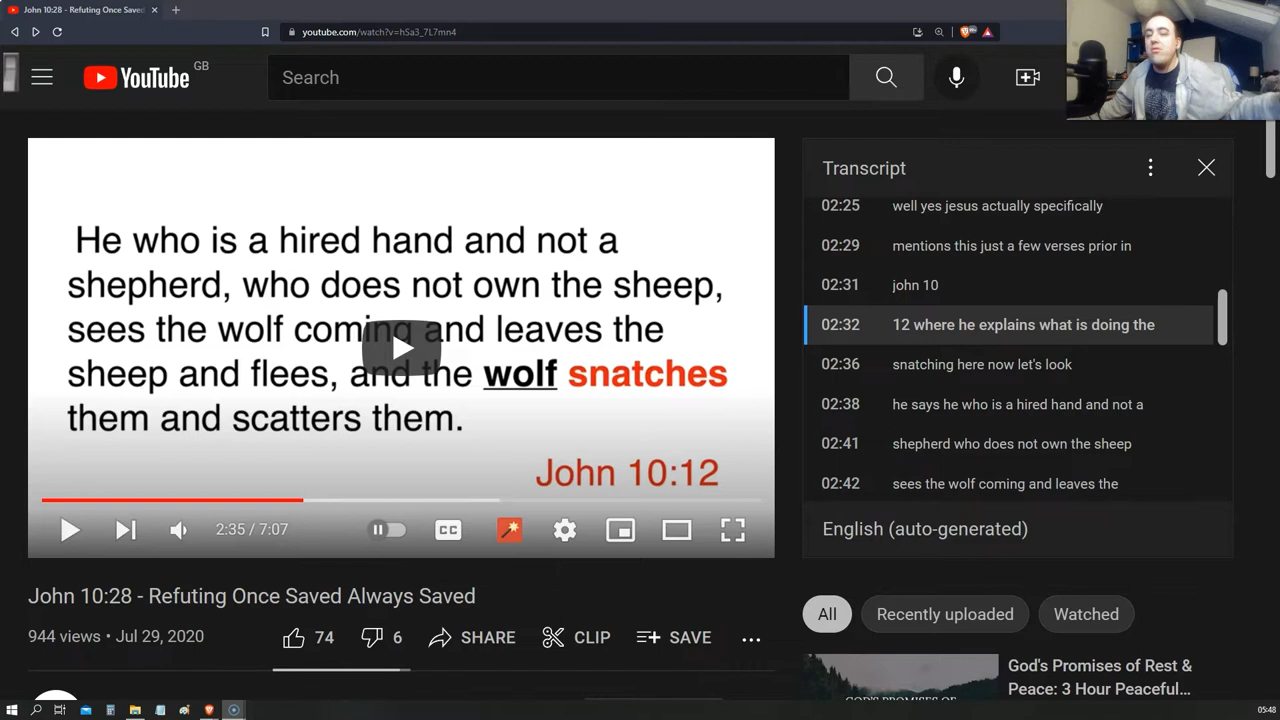 John 10:28 - Refuting Once Saved
youtube.com/watch?v=hSa3_7L7mn4
YouTube GB
Search
He who is a hired hand and not a
shepherd, who does not own the sheep,
sees the wolf coming and leaves the
sheep and flees, and the wolf snatches
them and scatters them.
John 10:12
2:35 / 7:07
CC
Transcript
02:25 well yes jesus actually specifically
02:29 mentions this just a few verses prior in
02:31 john 10
02:32 12 where he explains what is doing the
02:36 snatching here now let's look
02:38 he says he who is a hired hand and not a
02:41 shepherd who does not own the sheep
02:42 sees the wolf coming and leaves the
English (auto-generated)
John 10:28 - Refuting Once Saved Always Saved
944 views • Jul 29, 2020
74
6
SHARE
CLIP
SAVE
All
Recently uploaded
Watched
GOD'S PROMISES OF
God's Promises of Rest &
Peace: 3 Hour Peaceful...
05:48